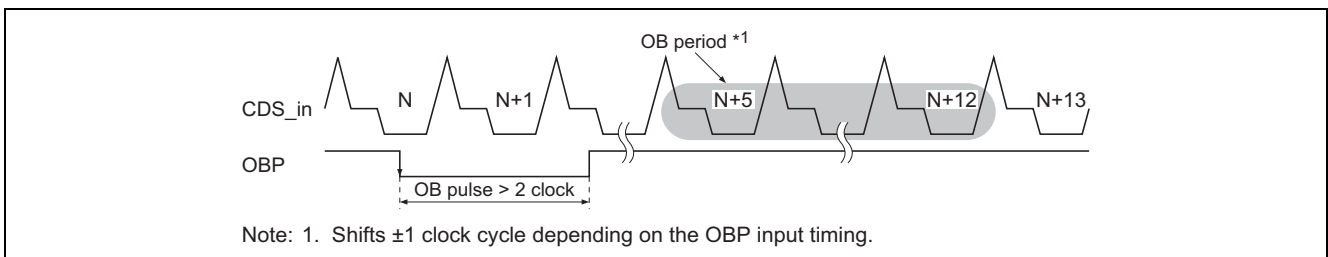 OB period *1
CDS_in N N+1 N+5 N+12 N+13
OBP
OB pulse > 2 clock
Note: 1. Shifts ±1 clock cycle depending on the OBP input timing.